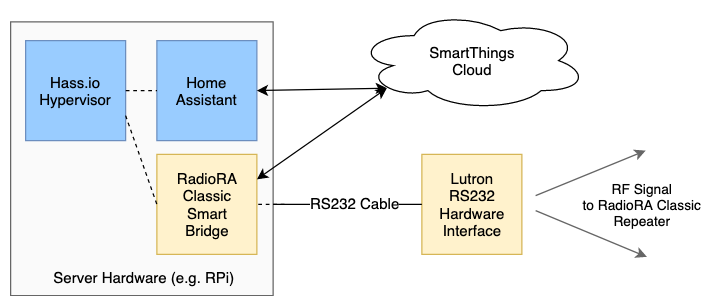 Hass.io
Hypervisor
Home
Assistant
SmartThings
Cloud
RadioRA
Classic
Smart
Bridge
RS232 Cable
Lutron
RS232
Hardware
Interface
RF Signal
to RadioRA Classic
Repeater
Server Hardware (e.g. RPi)